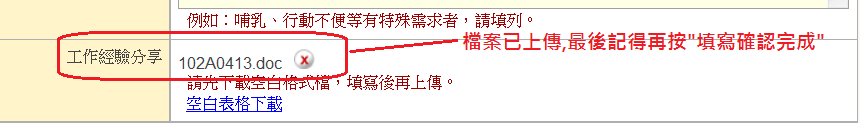 例如：哺乳、行動不便等有特殊需求者，請填列。
檔案已上傳,最後記得再按"填寫確認完成"
工作經驗分享
102A0413.doc
請先下載空白格式檔，填寫後再上傳。
空白表格下載